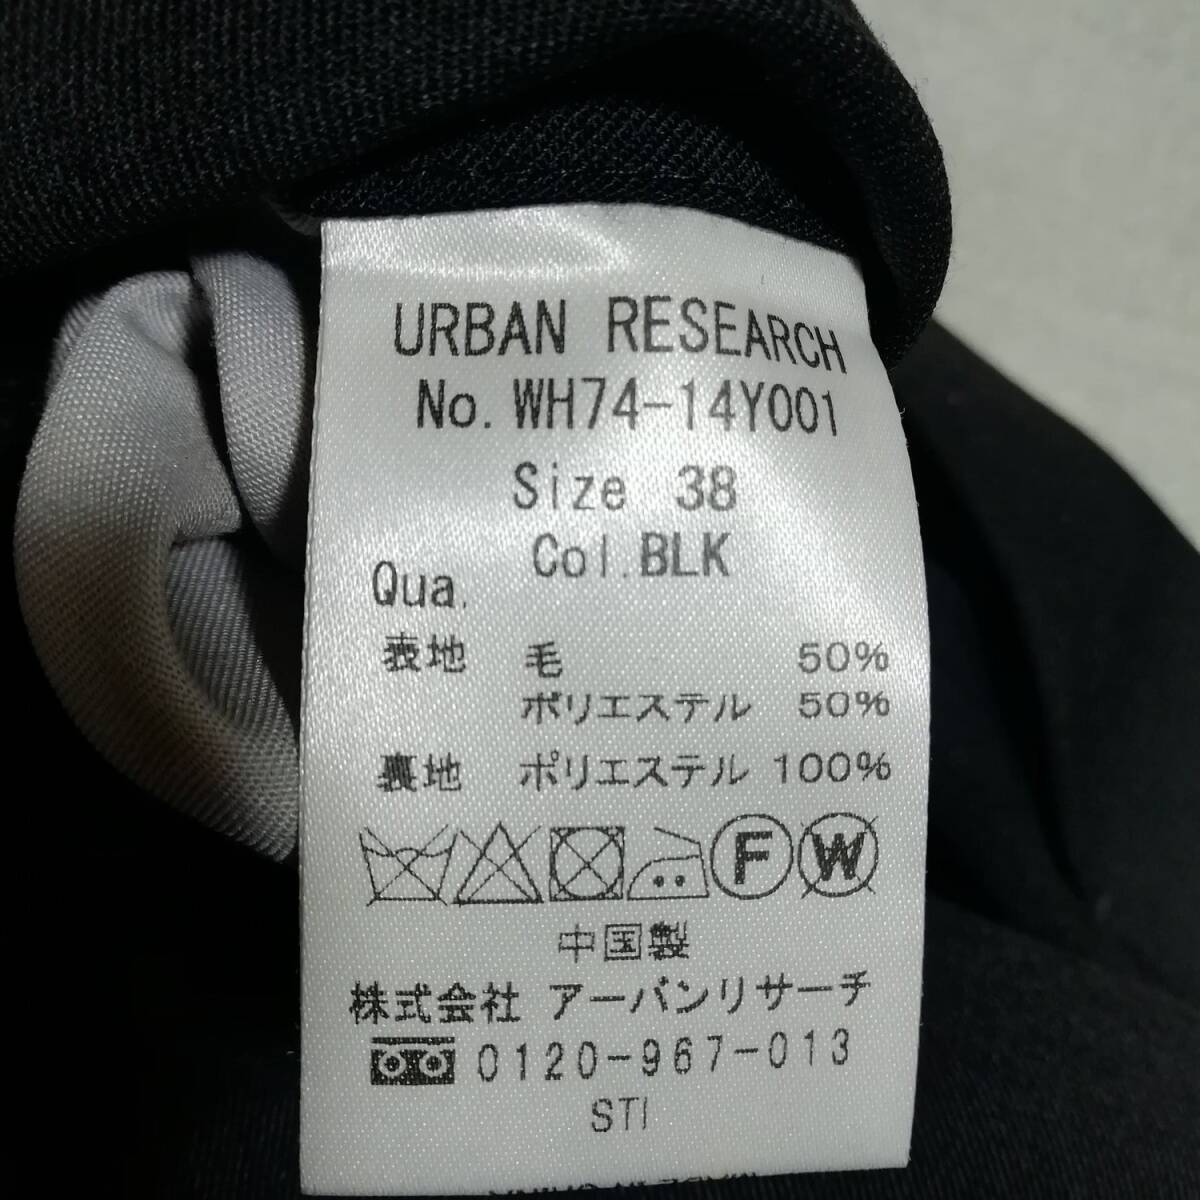 URBAN RESEARCH
No. WH74-14Y001
Size 38
Col.BLK
Qua.
表地 毛 50%
ポリエステル 50%
裏地 ポリエステル 100%
F W
中国製
株式会社 アーバンリサーチ
0120-967-013
STI